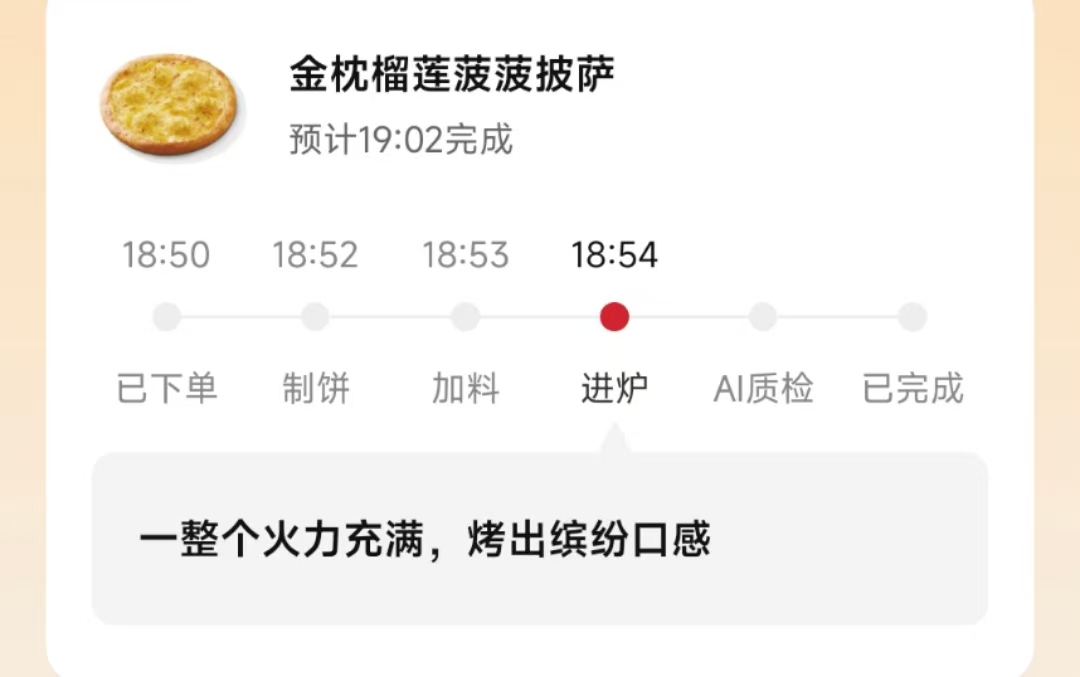 金枕榴莲菠菠披萨
预计19:02完成
18:50 18:52 18:53 18:54
已下单 制饼 加料 进炉 AI质检 已完成
一整个火力充满，烤出缤纷口感